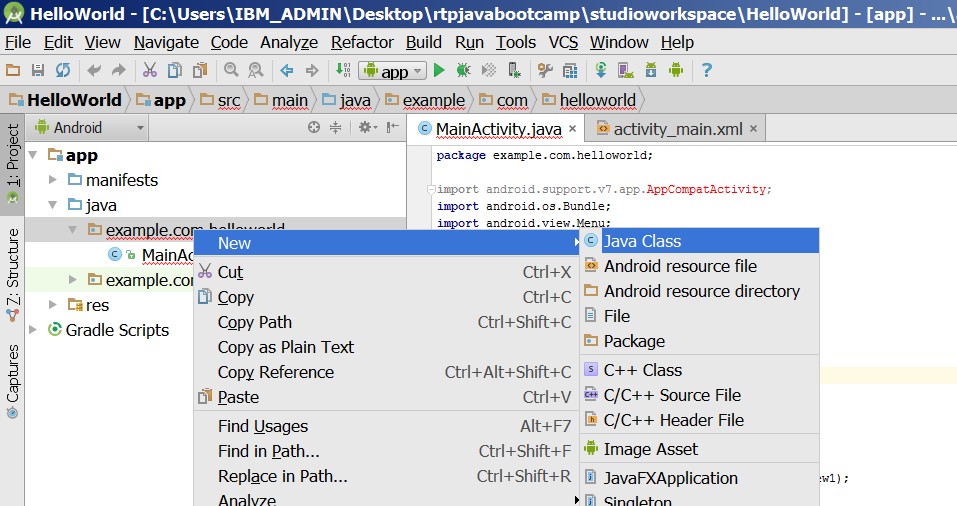 HelloWorld - [C:\Users\IBM_ADMIN\Desktop\rtpjavabootcamp\studioworkspace\HelloWorld] - [app] - ...\
File Edit View Navigate Code Analyze Refactor Build Run Tools VCS Window Help
app
HelloWorld app src main java example com helloworld
Android
MainActivity.java
activity_main.xml
1: Project
Z: Structure
Captures
app
manifests
java
example.com.helloworld
MainAc
example.co
res
Gradle Scripts
package example.com.helloworld;
import android.support.v7.app.AppCompatActivity;
import android.os.Bundle;
import android.view.Menu;
ew1);
New
Cut Ctrl+X
Copy Ctrl+C
Copy Path Ctrl+Shift+C
Copy as Plain Text
Copy Reference Ctrl+Alt+Shift+C
Paste Ctrl+V
Find Usages Alt+F7
Find in Path... Ctrl+Shift+F
Replace in Path... Ctrl+Shift+R
Analyze
Java Class
Android resource file
Android resource directory
File
Package
C++ Class
C/C++ Source File
C/C++ Header File
Image Asset
JavaFXApplication
Singleton